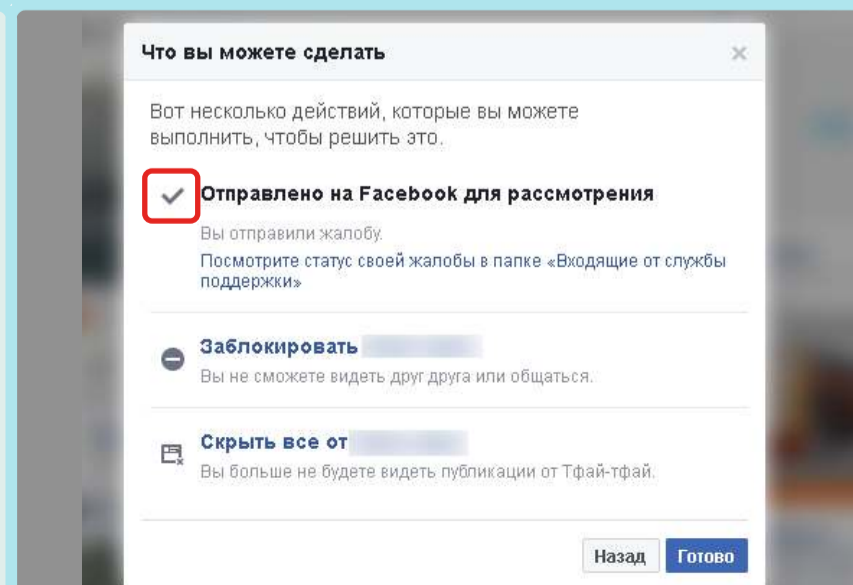 Что вы можете сделать
Вот несколько действий, которые вы можете
выполнить, чтобы решить это.
Отправлено на Facebook для рассмотрения
Вы отправили жалобу.
Посмотрите статус своей жалобы в папке «Входящие от службы
поддержки»
Заблокировать
Вы не сможете видеть друг друга или общаться.
Скрыть все от
Вы больше не будете видеть публикации от Тфай-тфай.
Назад Готово